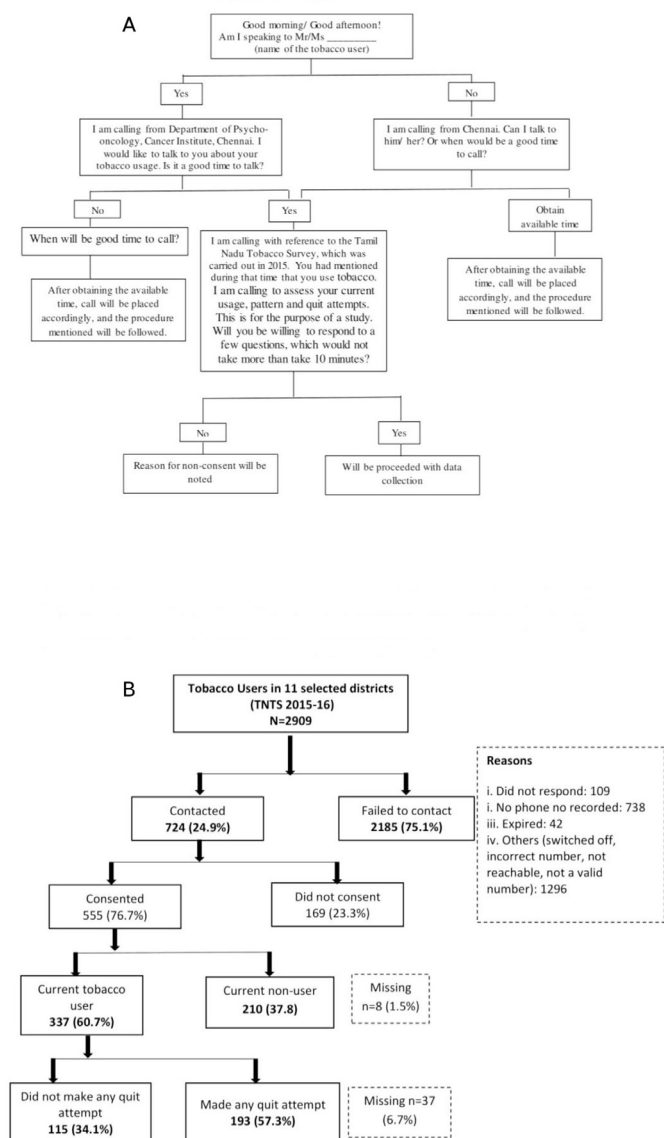 A
Good morning/ Good afternoon!
Am I speaking to Mr/Ms _________
(name of the tobacco user)
Yes
No
I am calling from Department of Psycho-
oncology, Cancer Institute, Chennai. I
would like to talk to you about your
tobacco usage. Is it a good time to talk?
I am calling from Chennai. Can I talk to
him/ her? Or when would be a good time
to call?
No
Yes
Obtain
available time
When will be good time to call?
I am calling with reference to the Tamil
Nadu Tobacco Survey, which was
carried out in 2015. You had mentioned
during that time that you use tobacco.
I am calling to assess your current
usage, pattern and quit attempts.
This is for the purpose of a study.
Will you be willing to respond to a
few questions, which would not
take more than take 10 minutes?
After obtaining the available
time, call will be placed
accordingly, and the procedure
mentioned will be followed.
After obtaining the available
time, call will be placed
accordingly, and the procedure
mentioned will be followed.
No
Yes
Reason for non-consent will be
noted
Will be proceeded with data
collection
B
Tobacco Users in 11 selected districts
(TNTS 2015-16)
N=2909
Reasons
i. Did not respond: 109
i. No phone no recorded: 738
iii. Expired: 42
iv. Others (switched off,
incorrect number, not
reachable, not a valid
number): 1296
Contacted
724 (24.9%)
Failed to contact
2185 (75.1%)
Consented
555 (76.7%)
Did not consent
169 (23.3%)
Current tobacco
user
337 (60.7%)
Current non-user
210 (37.8)
Missing
n=8 (1.5%)
Did not make any quit
attempt
115 (34.1%)
Made any quit attempt
193 (57.3%)
Missing n=37
(6.7%)